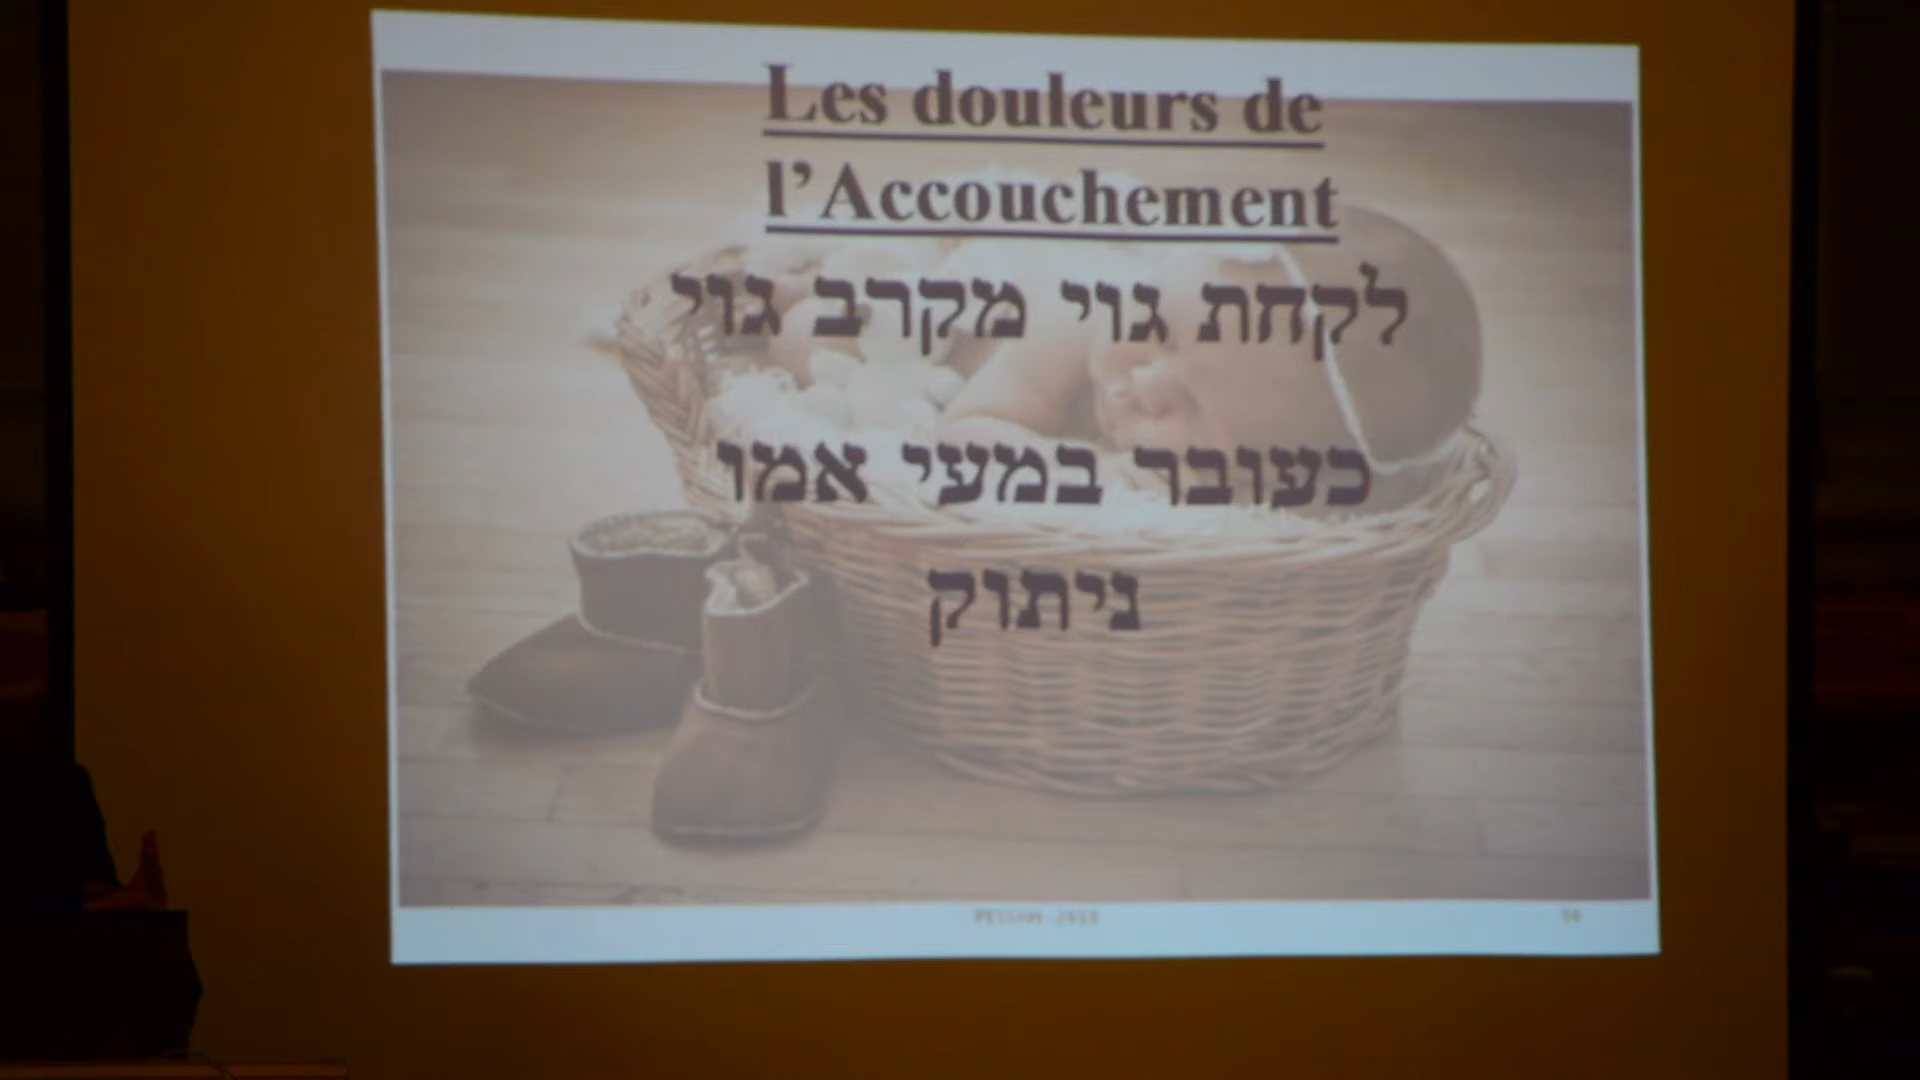 Les douleurs de
l’Accouchement
לקחת גוי מקרב גוי
כעובר במעי אמו
ניתוק